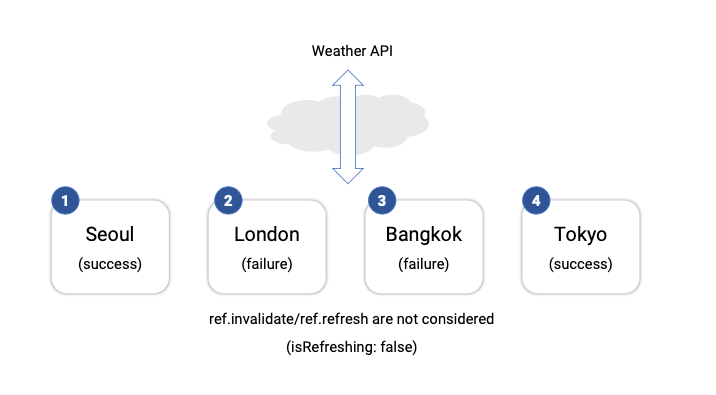 Weather API
1
Seoul
(success)
2
London
(failure)
3
Bangkok
(failure)
4
Tokyo
(success)
ref.invalidate/ref.refresh are not considered
(isRefreshing: false)